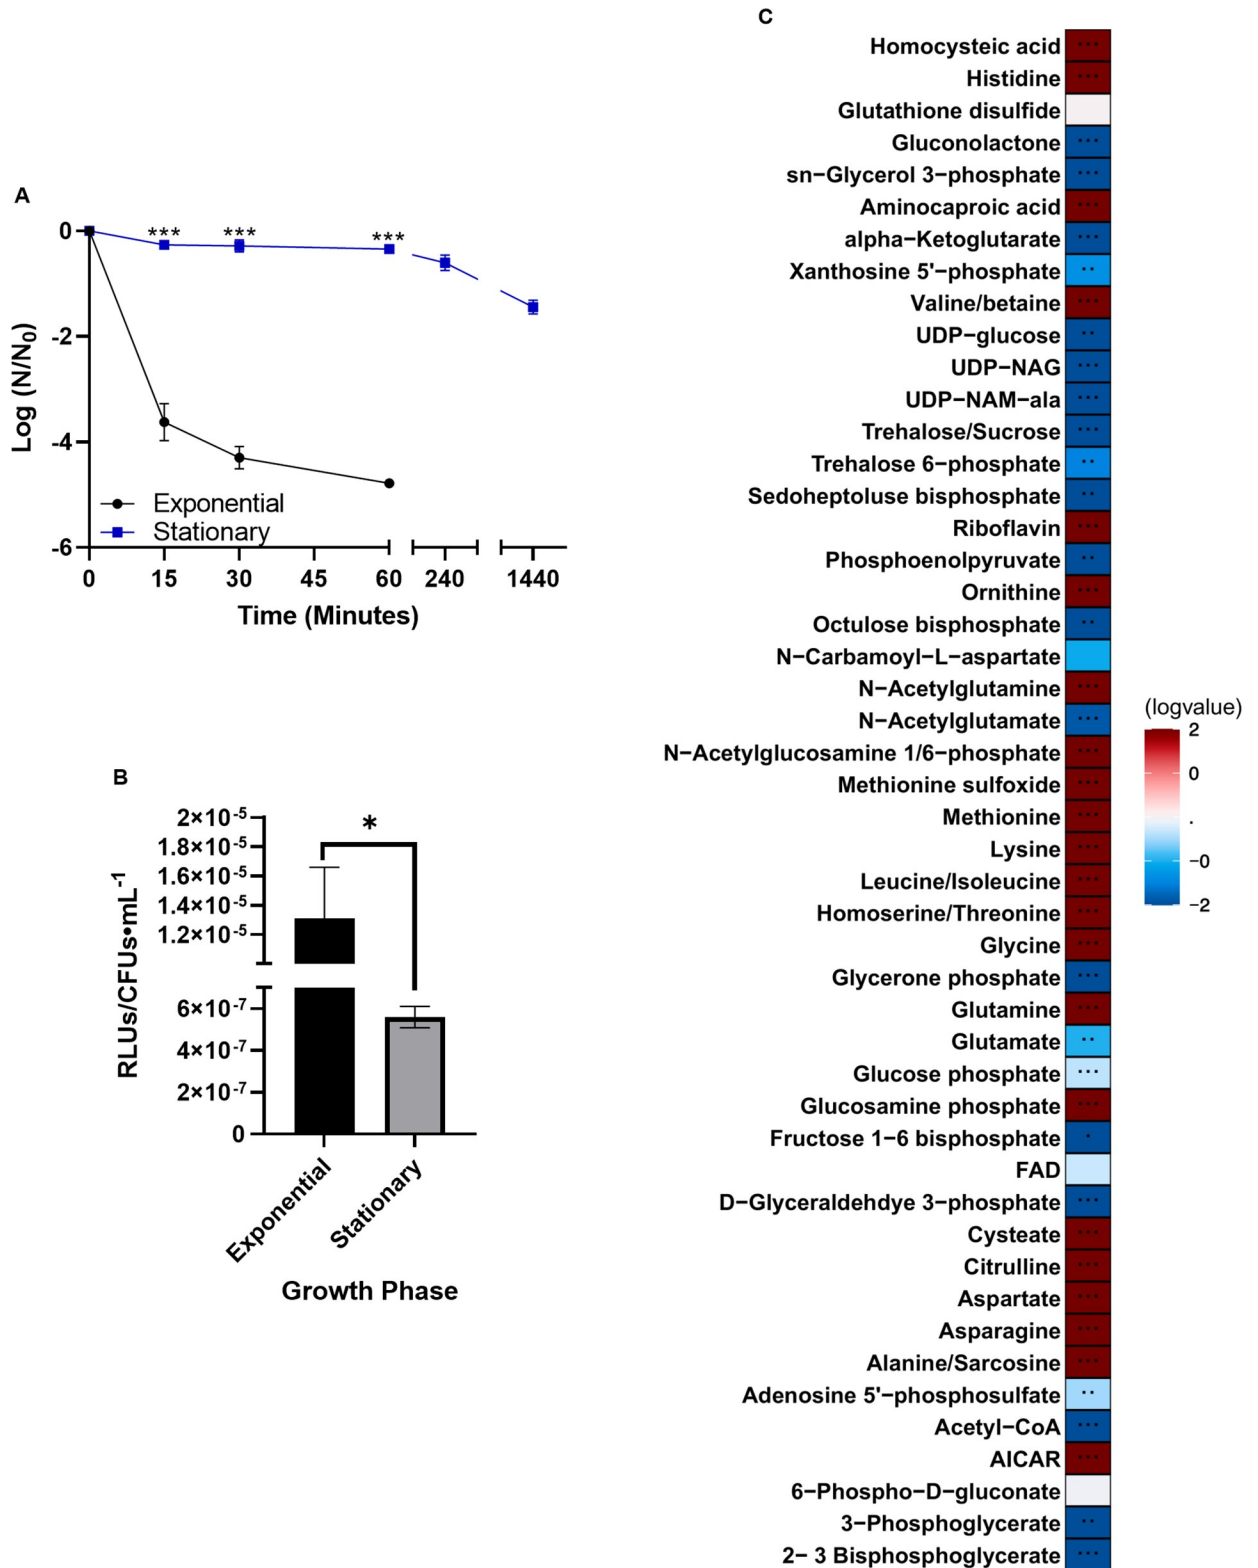 A
Log (N/N0)
0
-2
-4
-6
***
***
***
Exponential
Stationary
0 15 30 45 60 240 1440
Time (Minutes)
B
RLUs/CFUs•mL-1
2×10-5
1.8×10-5
1.6×10-5
1.4×10-5
1.2×10-5
6×10-7
4×10-7
2×10-7
0
*
Exponential
Stationary
Growth Phase
C
Homocysteic acid
Histidine
Glutathione disulfide
Gluconolactone
sn−Glycerol 3−phosphate
Aminocaproic acid
alpha−Ketoglutarate
Xanthosine 5'−phosphate
Valine/betaine
UDP−glucose
UDP−NAG
UDP−NAM−ala
Trehalose/Sucrose
Trehalose 6−phosphate
Sedoheptoluse bisphosphate
Riboflavin
Phosphoenolpyruvate
Ornithine
Octulose bisphosphate
N−Carbamoyl−L−aspartate
N−Acetylglutamine
N−Acetylglutamate
N−Acetylglucosamine 1/6−phosphate
Methionine sulfoxide
Methionine
Lysine
Leucine/Isoleucine
Homoserine/Threonine
Glycine
Glycerone phosphate
Glutamine
Glutamate
Glucose phosphate
Glucosamine phosphate
Fructose 1−6 bisphosphate
FAD
D−Glyceraldehdye 3−phosphate
Cysteate
Citrulline
Aspartate
Asparagine
Alanine/Sarcosine
Adenosine 5'−phosphosulfate
Acetyl−CoA
AICAR
6−Phospho−D−gluconate
3−Phosphoglycerate
2− 3 Bisphosphoglycerate
(logvalue)
2
0
.
−0
−2